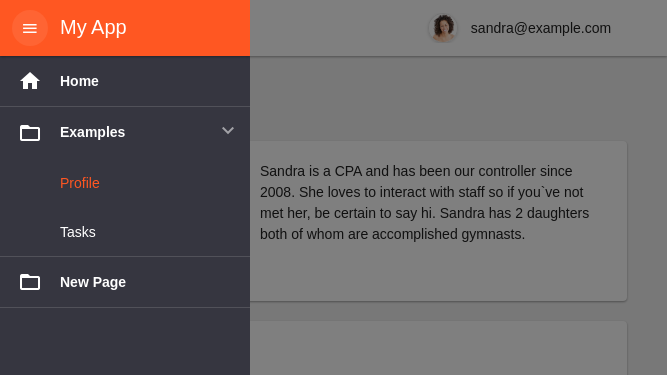 My App
sandra@example.com
Home
Examples
Profile
Tasks
New Page
Sandra is a CPA and has been our controller since
2008. She loves to interact with staff so if you`ve not
met her, be certain to say hi. Sandra has 2 daughters
both of whom are accomplished gymnasts.